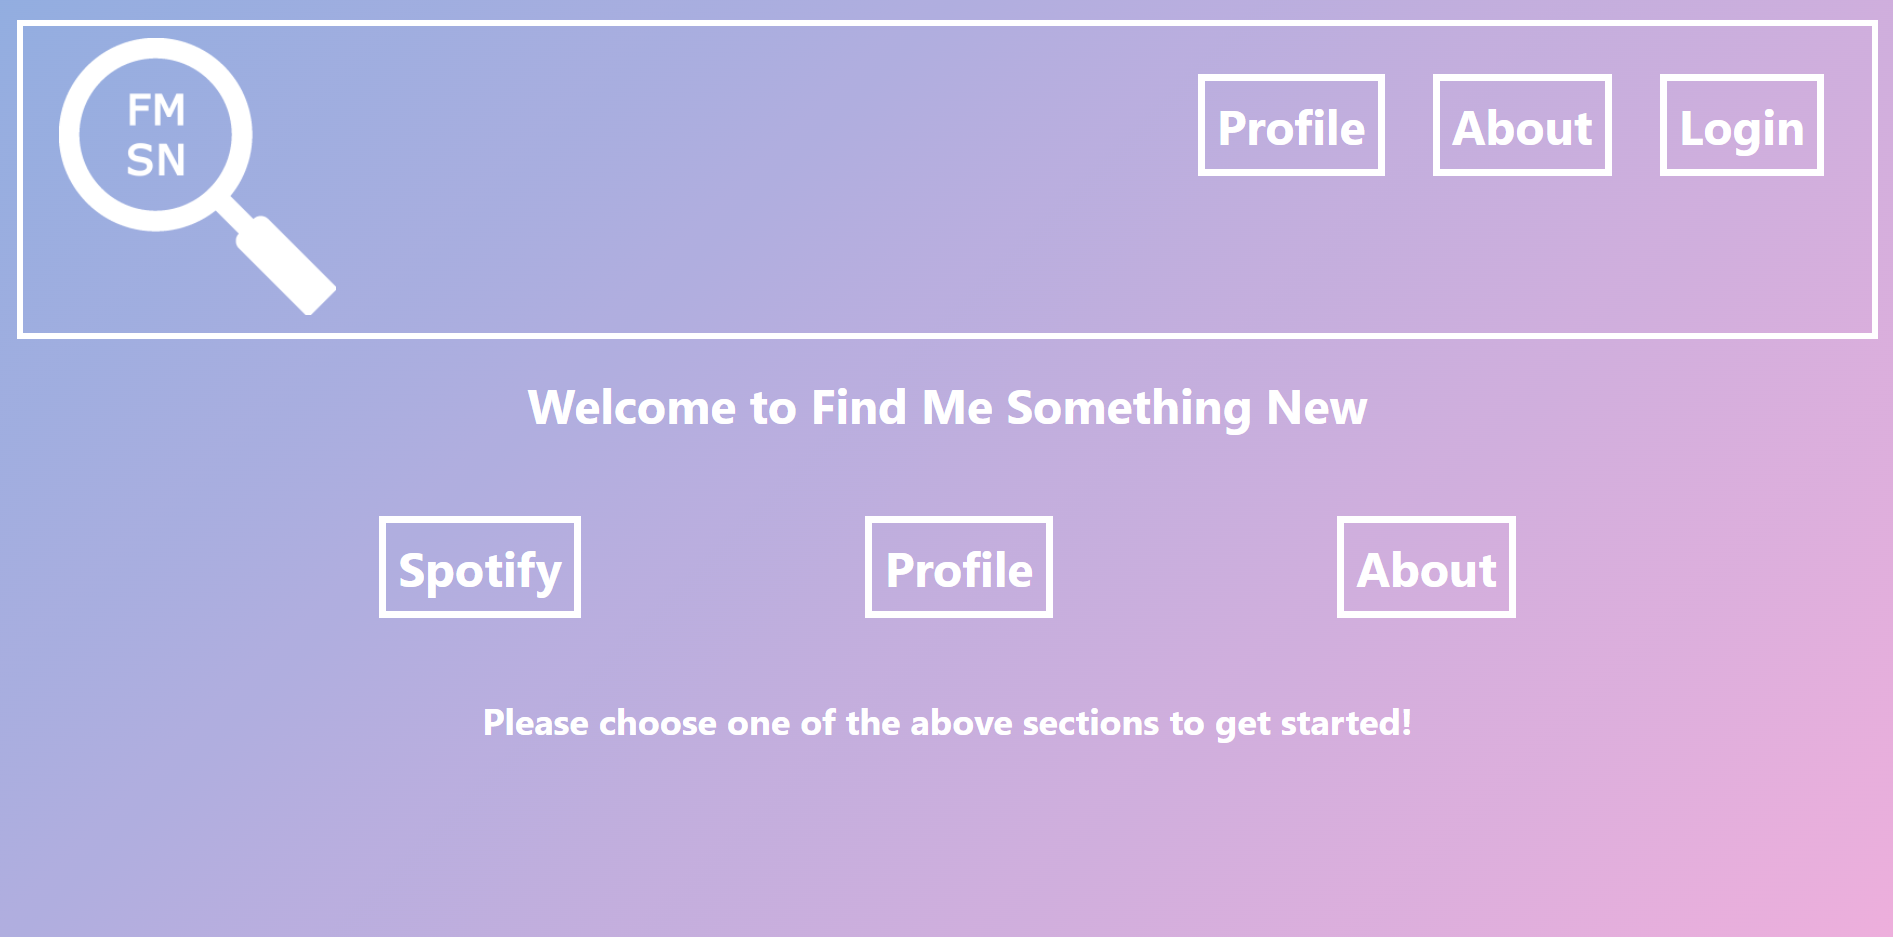 FM
SN
Profile About Login
Welcome to Find Me Something New
Spotify Profile About
Please choose one of the above sections to get started!